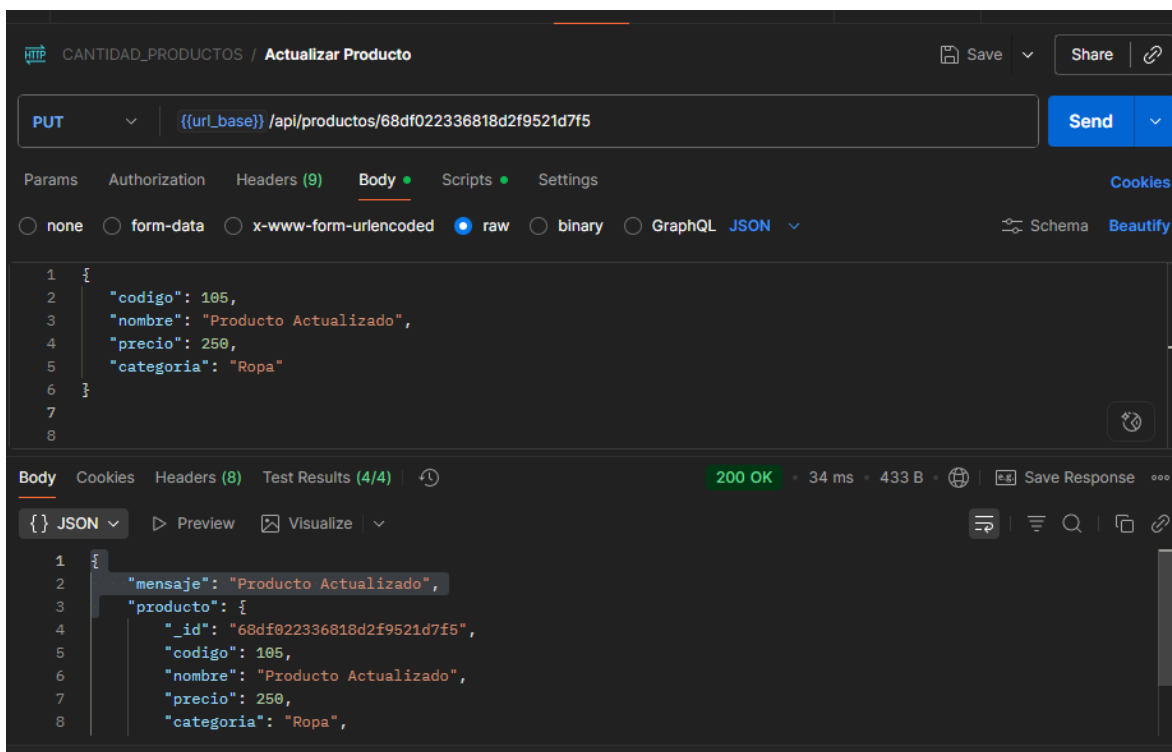 HTTP CANTIDAD_PRODUCTOS / Actualizar Producto Save Share
PUT {{url_base}} /api/productos/68df022336818d2f9521d7f5 Send
Params Authorization Headers (9) Body Scripts Settings Cookies
none form-data x-www-form-urlencoded raw binary GraphQL JSON Schema Beautify
1 {
2 "codigo": 105,
3 "nombre": "Producto Actualizado",
4 "precio": 250,
5 "categoria": "Ropa"
6 }
7
8
Body Cookies Headers (8) Test Results (4/4) 200 OK • 34 ms • 433 B • e.g. Save Response
{} JSON Preview Visualize
1 {
2 "mensaje": "Producto Actualizado",
3 "producto": {
4 "_id": "68df022336818d2f9521d7f5",
5 "codigo": 105,
6 "nombre": "Producto Actualizado",
7 "precio": 250,
8 "categoria": "Ropa",